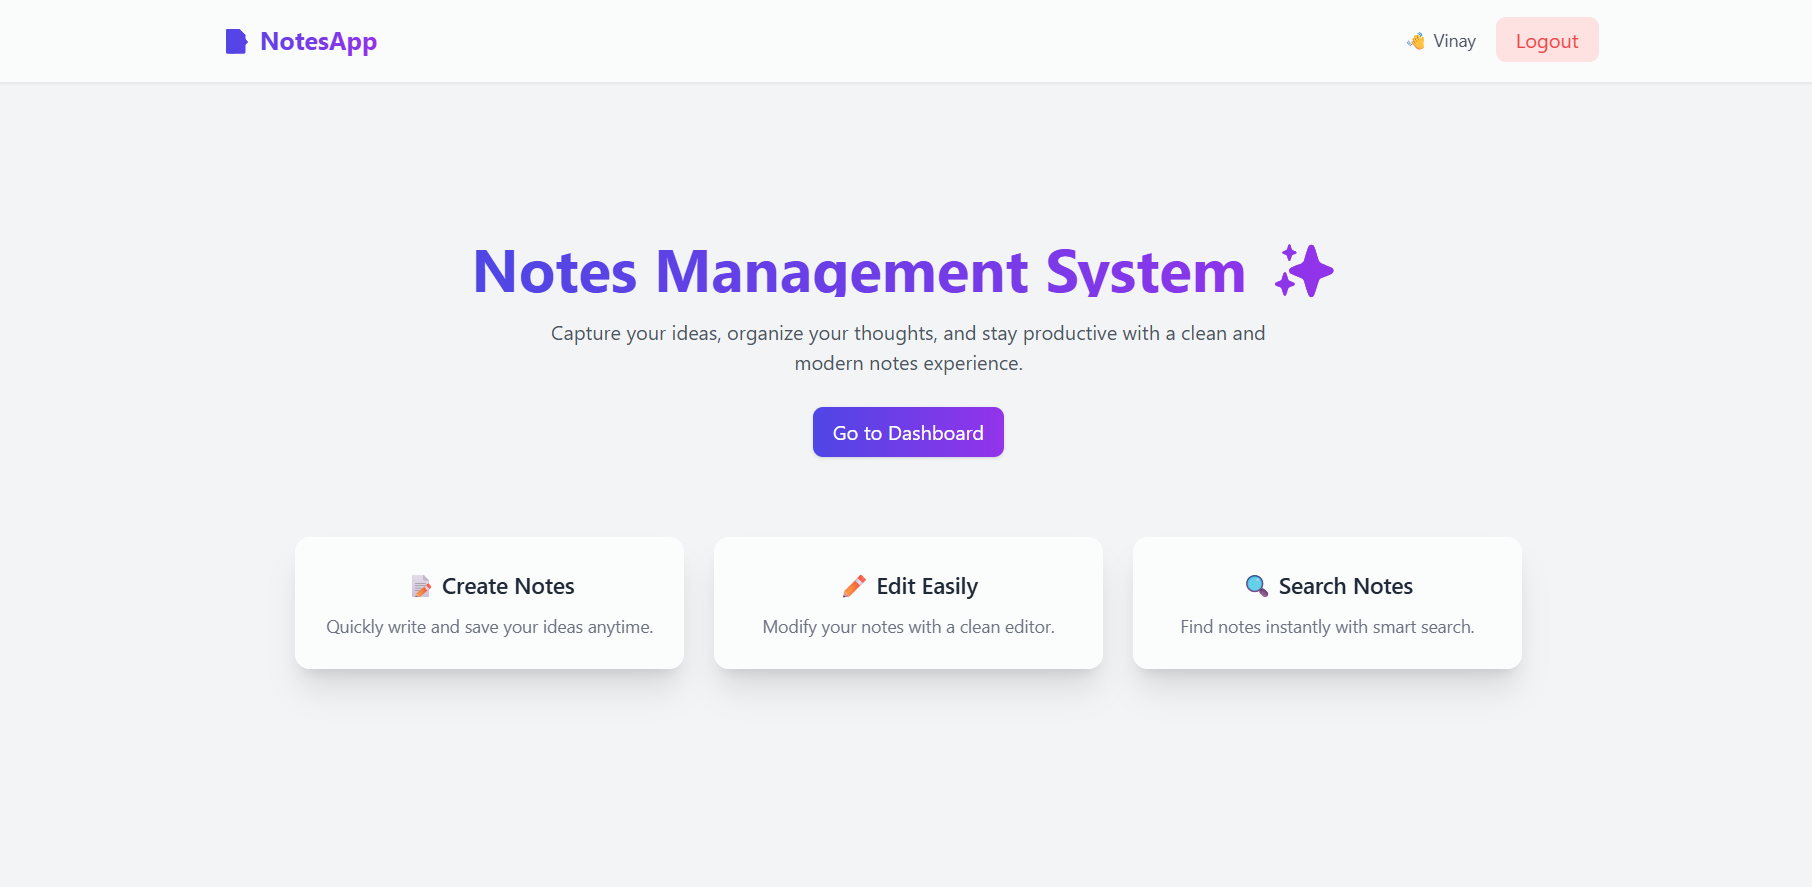 NotesApp
👋 Vinay
Logout
Notes Management System ✨
Capture your ideas, organize your thoughts, and stay productive with a clean and
modern notes experience.
Go to Dashboard
📝 Create Notes
Quickly write and save your ideas anytime.
✏️ Edit Easily
Modify your notes with a clean editor.
🔍 Search Notes
Find notes instantly with smart search.